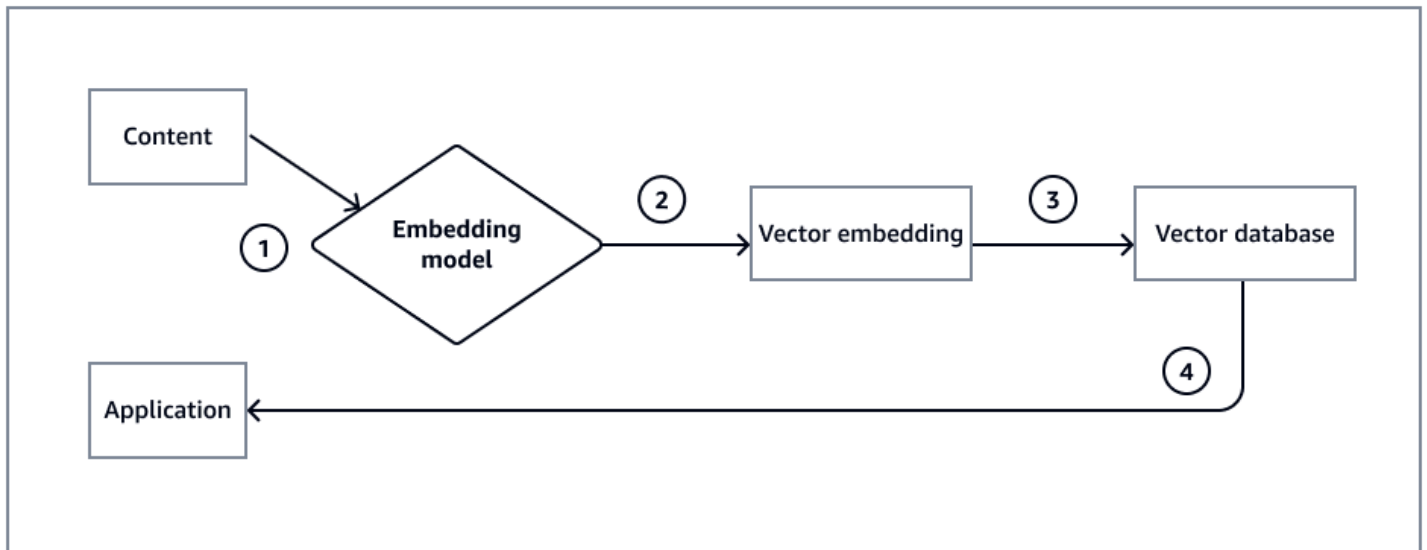 Content
1
Embedding
model
2
Vector embedding
3
Vector database
4
Application